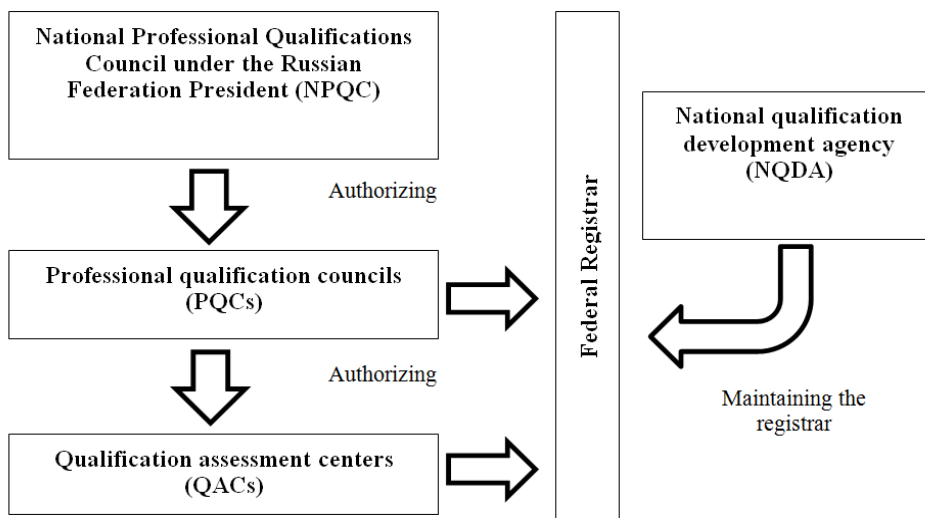 National Professional Qualifications
Council under the Russian
Federation President (NPQC)
Authorizing
Professional qualification councils
(PQCs)
Authorizing
Qualification assessment centers
(QACs)
Federal Registrar
National qualification
development agency
(NQDA)
Maintaining the
registrar